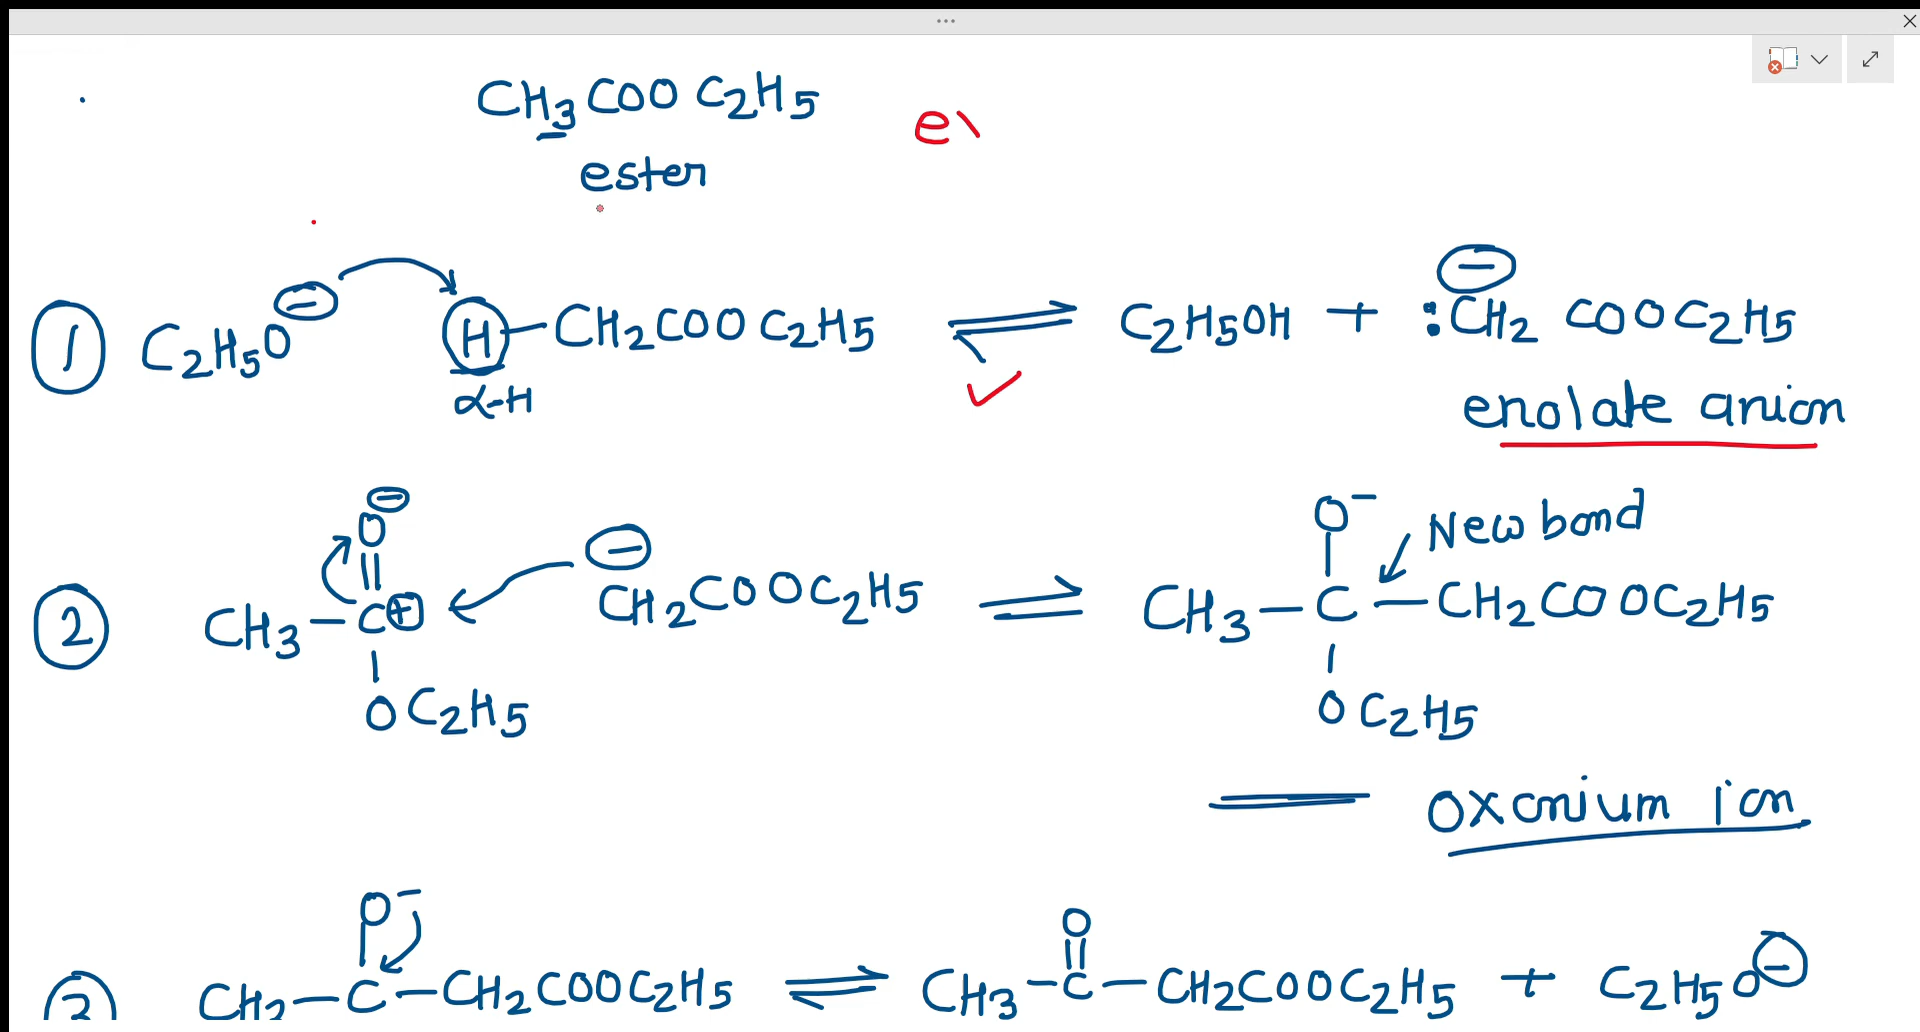 CH3COOC2H5
e
ester
① C2H5O⊖ H-CH2COOC2H5 ⇌ C2H5OH + :CH2COOC2H5 ⊖
α-H
enolate anion
O⊖
O⁻ New bond
② CH3-C⊕ ⊖CH2COOC2H5 ⇌ CH3-C-CH2COOC2H5
OC2H5 OC2H5
oxonium ion
O⁻ O
③ CH3-C-CH2COOC2H5 ⇌ CH3-C-CH2COOC2H5 + C2H5O⊖